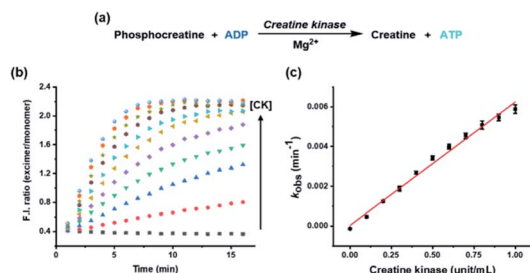 (a)
Creatine kinase
Phosphocreatine + ADP Creatine + ATP
Mg²⁺
(b)
F.I. ratio (excimer/monomer)
2.4
2.0
1.6
1.2
0.8
0.4
0 5 10 15
Time (min)
[CK]
(c)
kobs (min⁻¹)
0.006
0.004
0.002
0.000
0.00 0.25 0.50 0.75 1.00
Creatine kinase (unit/mL)